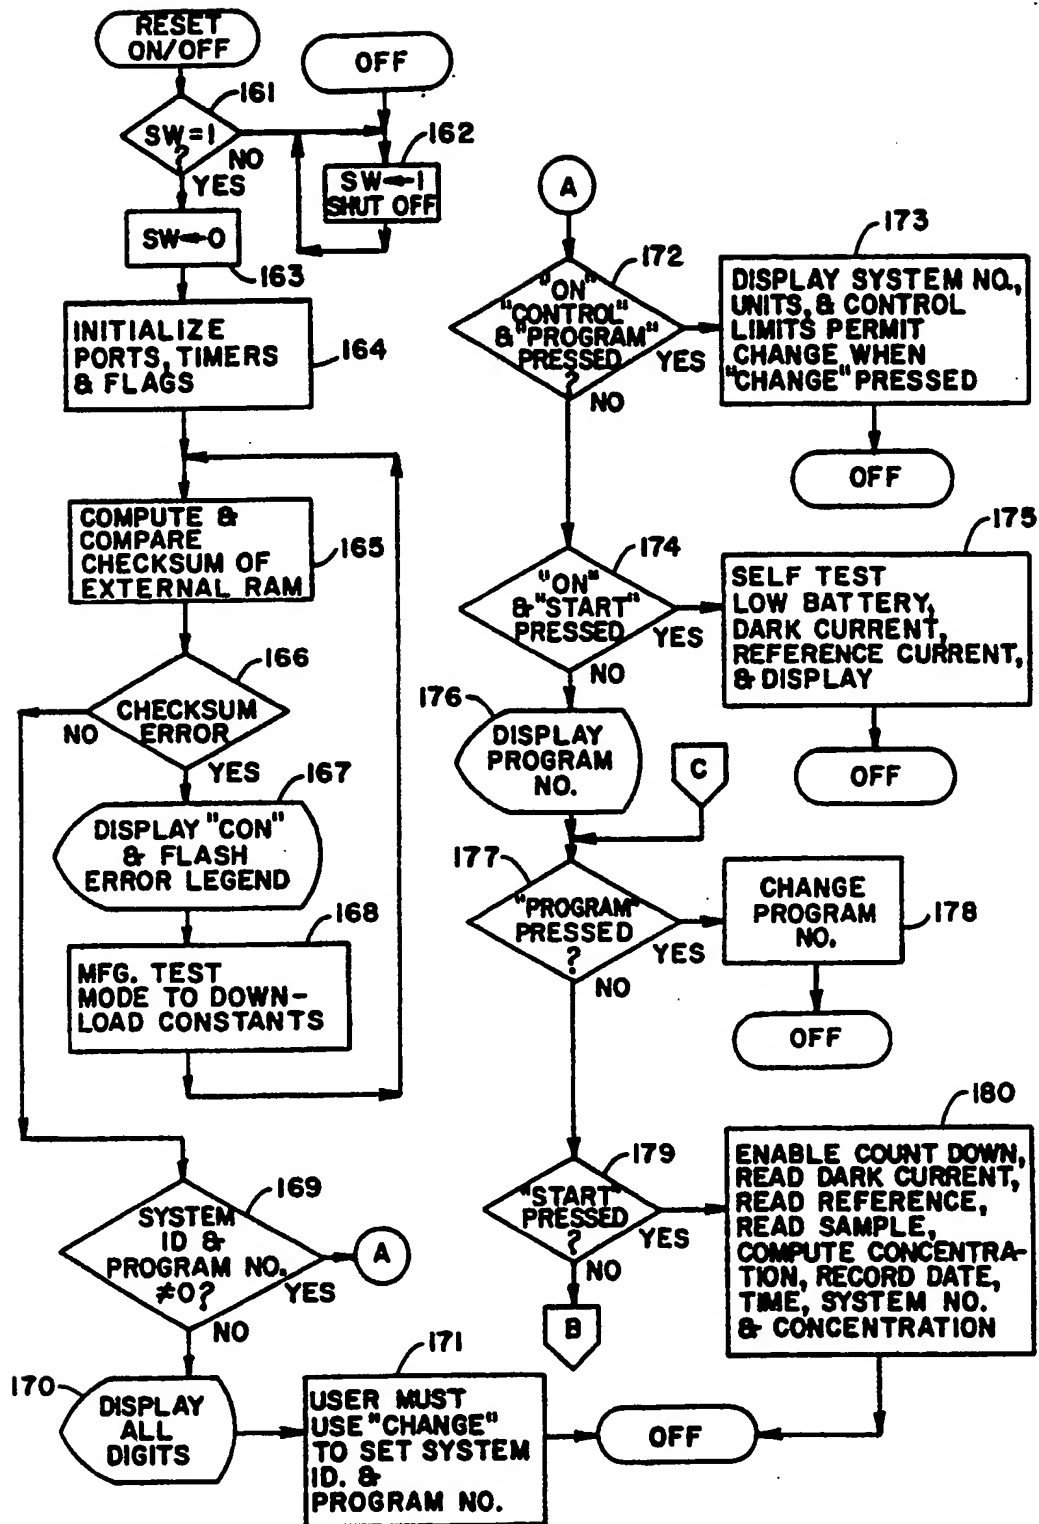 RESET
ON/OFF
161
SW=1
?
NO
YES
OFF
162
SW←1
SHUT OFF
SW←0
163
INITIALIZE
PORTS, TIMERS
& FLAGS
164
COMPUTE &
COMPARE
CHECKSUM OF
EXTERNAL RAM
165
166
CHECKSUM
ERROR
NO
YES
167
DISPLAY "CON"
& FLASH
ERROR LEGEND
168
MFG. TEST
MODE TO DOWN-
LOAD CONSTANTS
169
SYSTEM
ID &
PROGRAM NO.
≠0?
YES
A
NO
170
DISPLAY
ALL
DIGITS
171
USER MUST
USE "CHANGE"
TO SET SYSTEM
ID. &
PROGRAM NO.
OFF
A
172
"ON"
"CONTROL"
& "PROGRAM"
PRESSED
?
YES
NO
173
DISPLAY SYSTEM NO.,
UNITS, & CONTROL
LIMITS PERMIT
CHANGE WHEN
"CHANGE" PRESSED
OFF
174
"ON"
& "START"
PRESSED
YES
NO
175
SELF TEST
LOW BATTERY,
DARK CURRENT,
REFERENCE CURRENT,
& DISPLAY
OFF
176
DISPLAY
PROGRAM
NO.
C
177
"PROGRAM"
PRESSED
?
YES
NO
CHANGE
PROGRAM
NO.
178
OFF
179
"START"
PRESSED
?
YES
NO
B
180
ENABLE COUNT DOWN,
READ DARK CURRENT,
READ REFERENCE,
READ SAMPLE,
COMPUTE CONCENTRA-
TION, RECORD DATE,
TIME, SYSTEM NO.
& CONCENTRATION